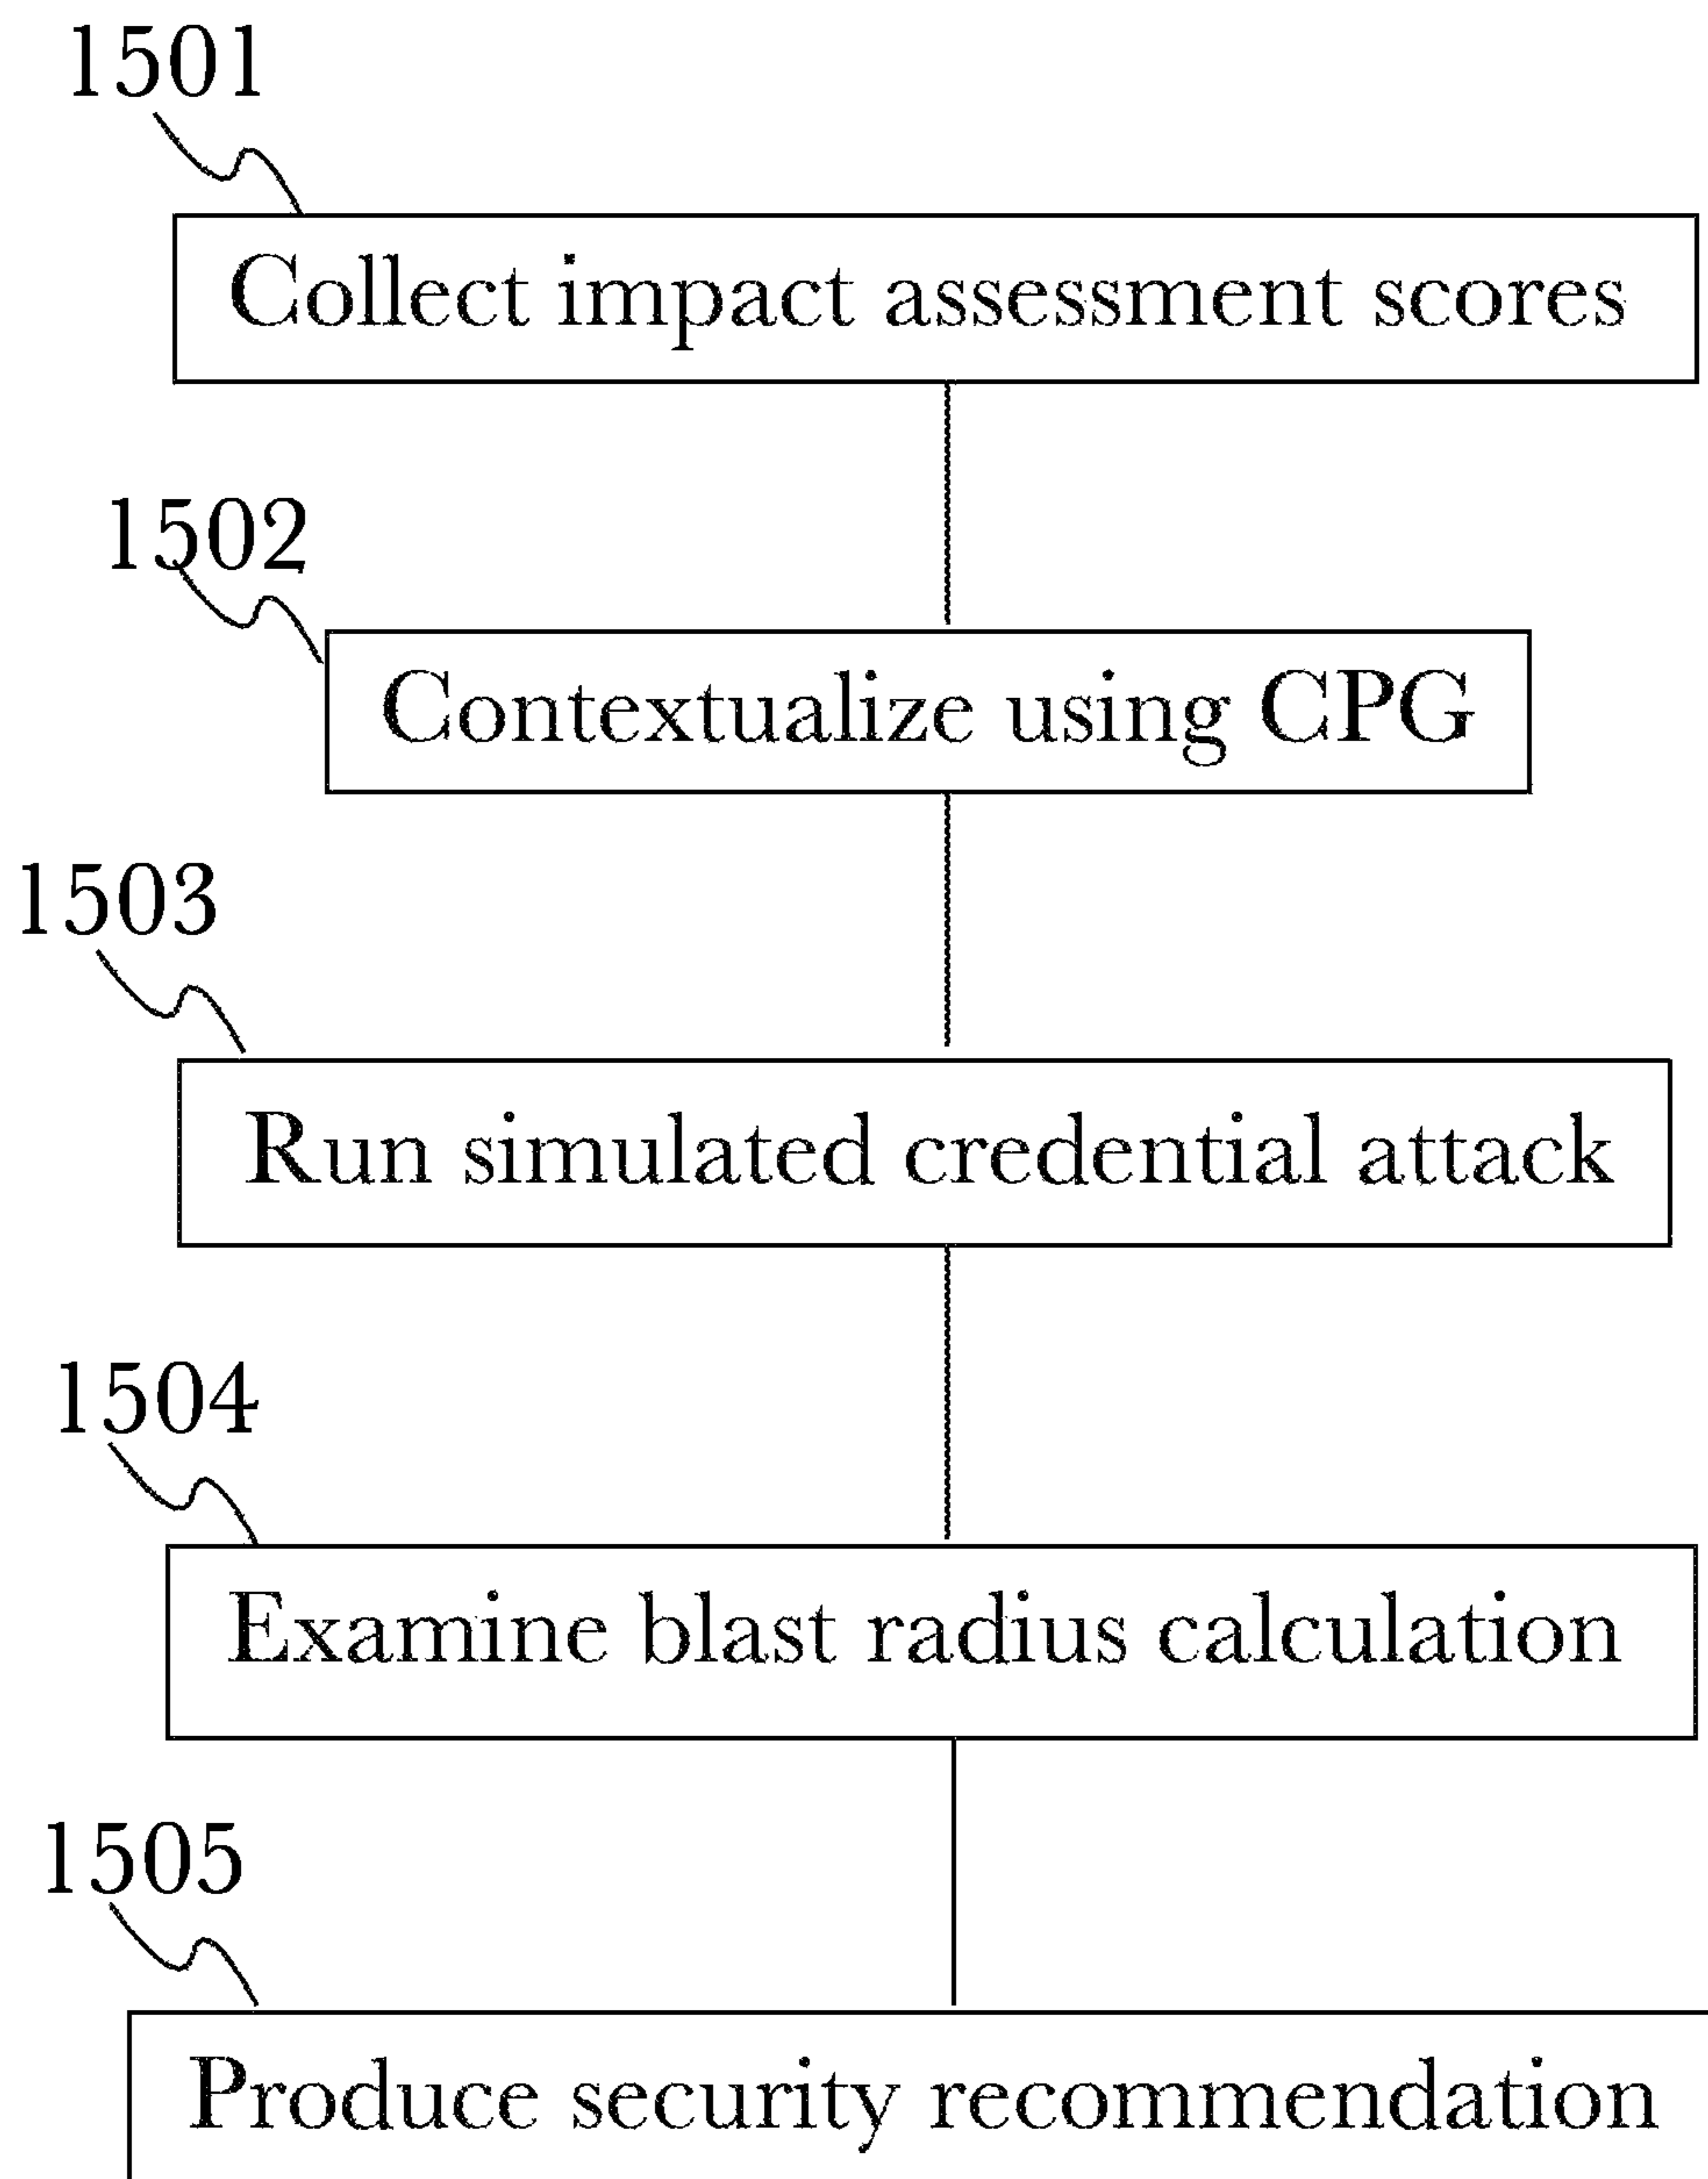 1501
Collect impact assessment scores
1502
Contextualize using CPG
1503
Run simulated credential attack
1504
Examine blast radius calculation
1505
Produce security recommendation